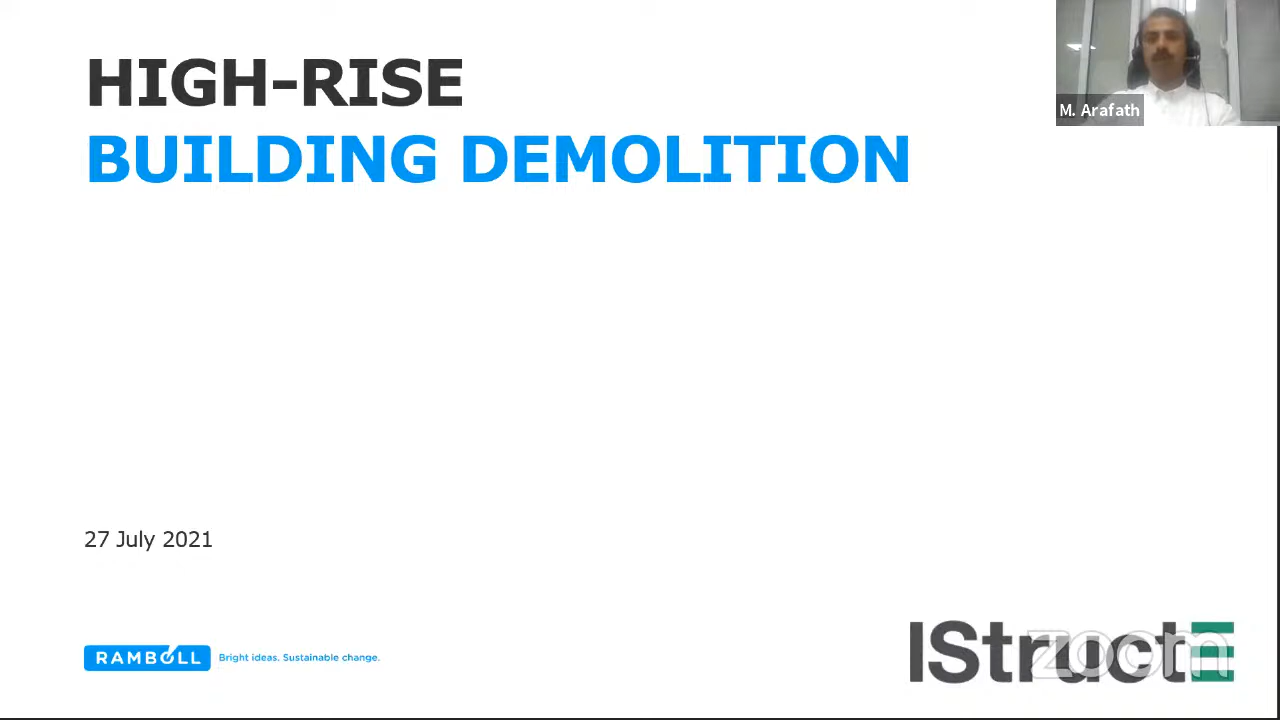 HIGH-RISE
BUILDING DEMOLITION
M. Arafath
27 July 2021
RAMBOLL Bright ideas. Sustainable change.
IStructE
zoom